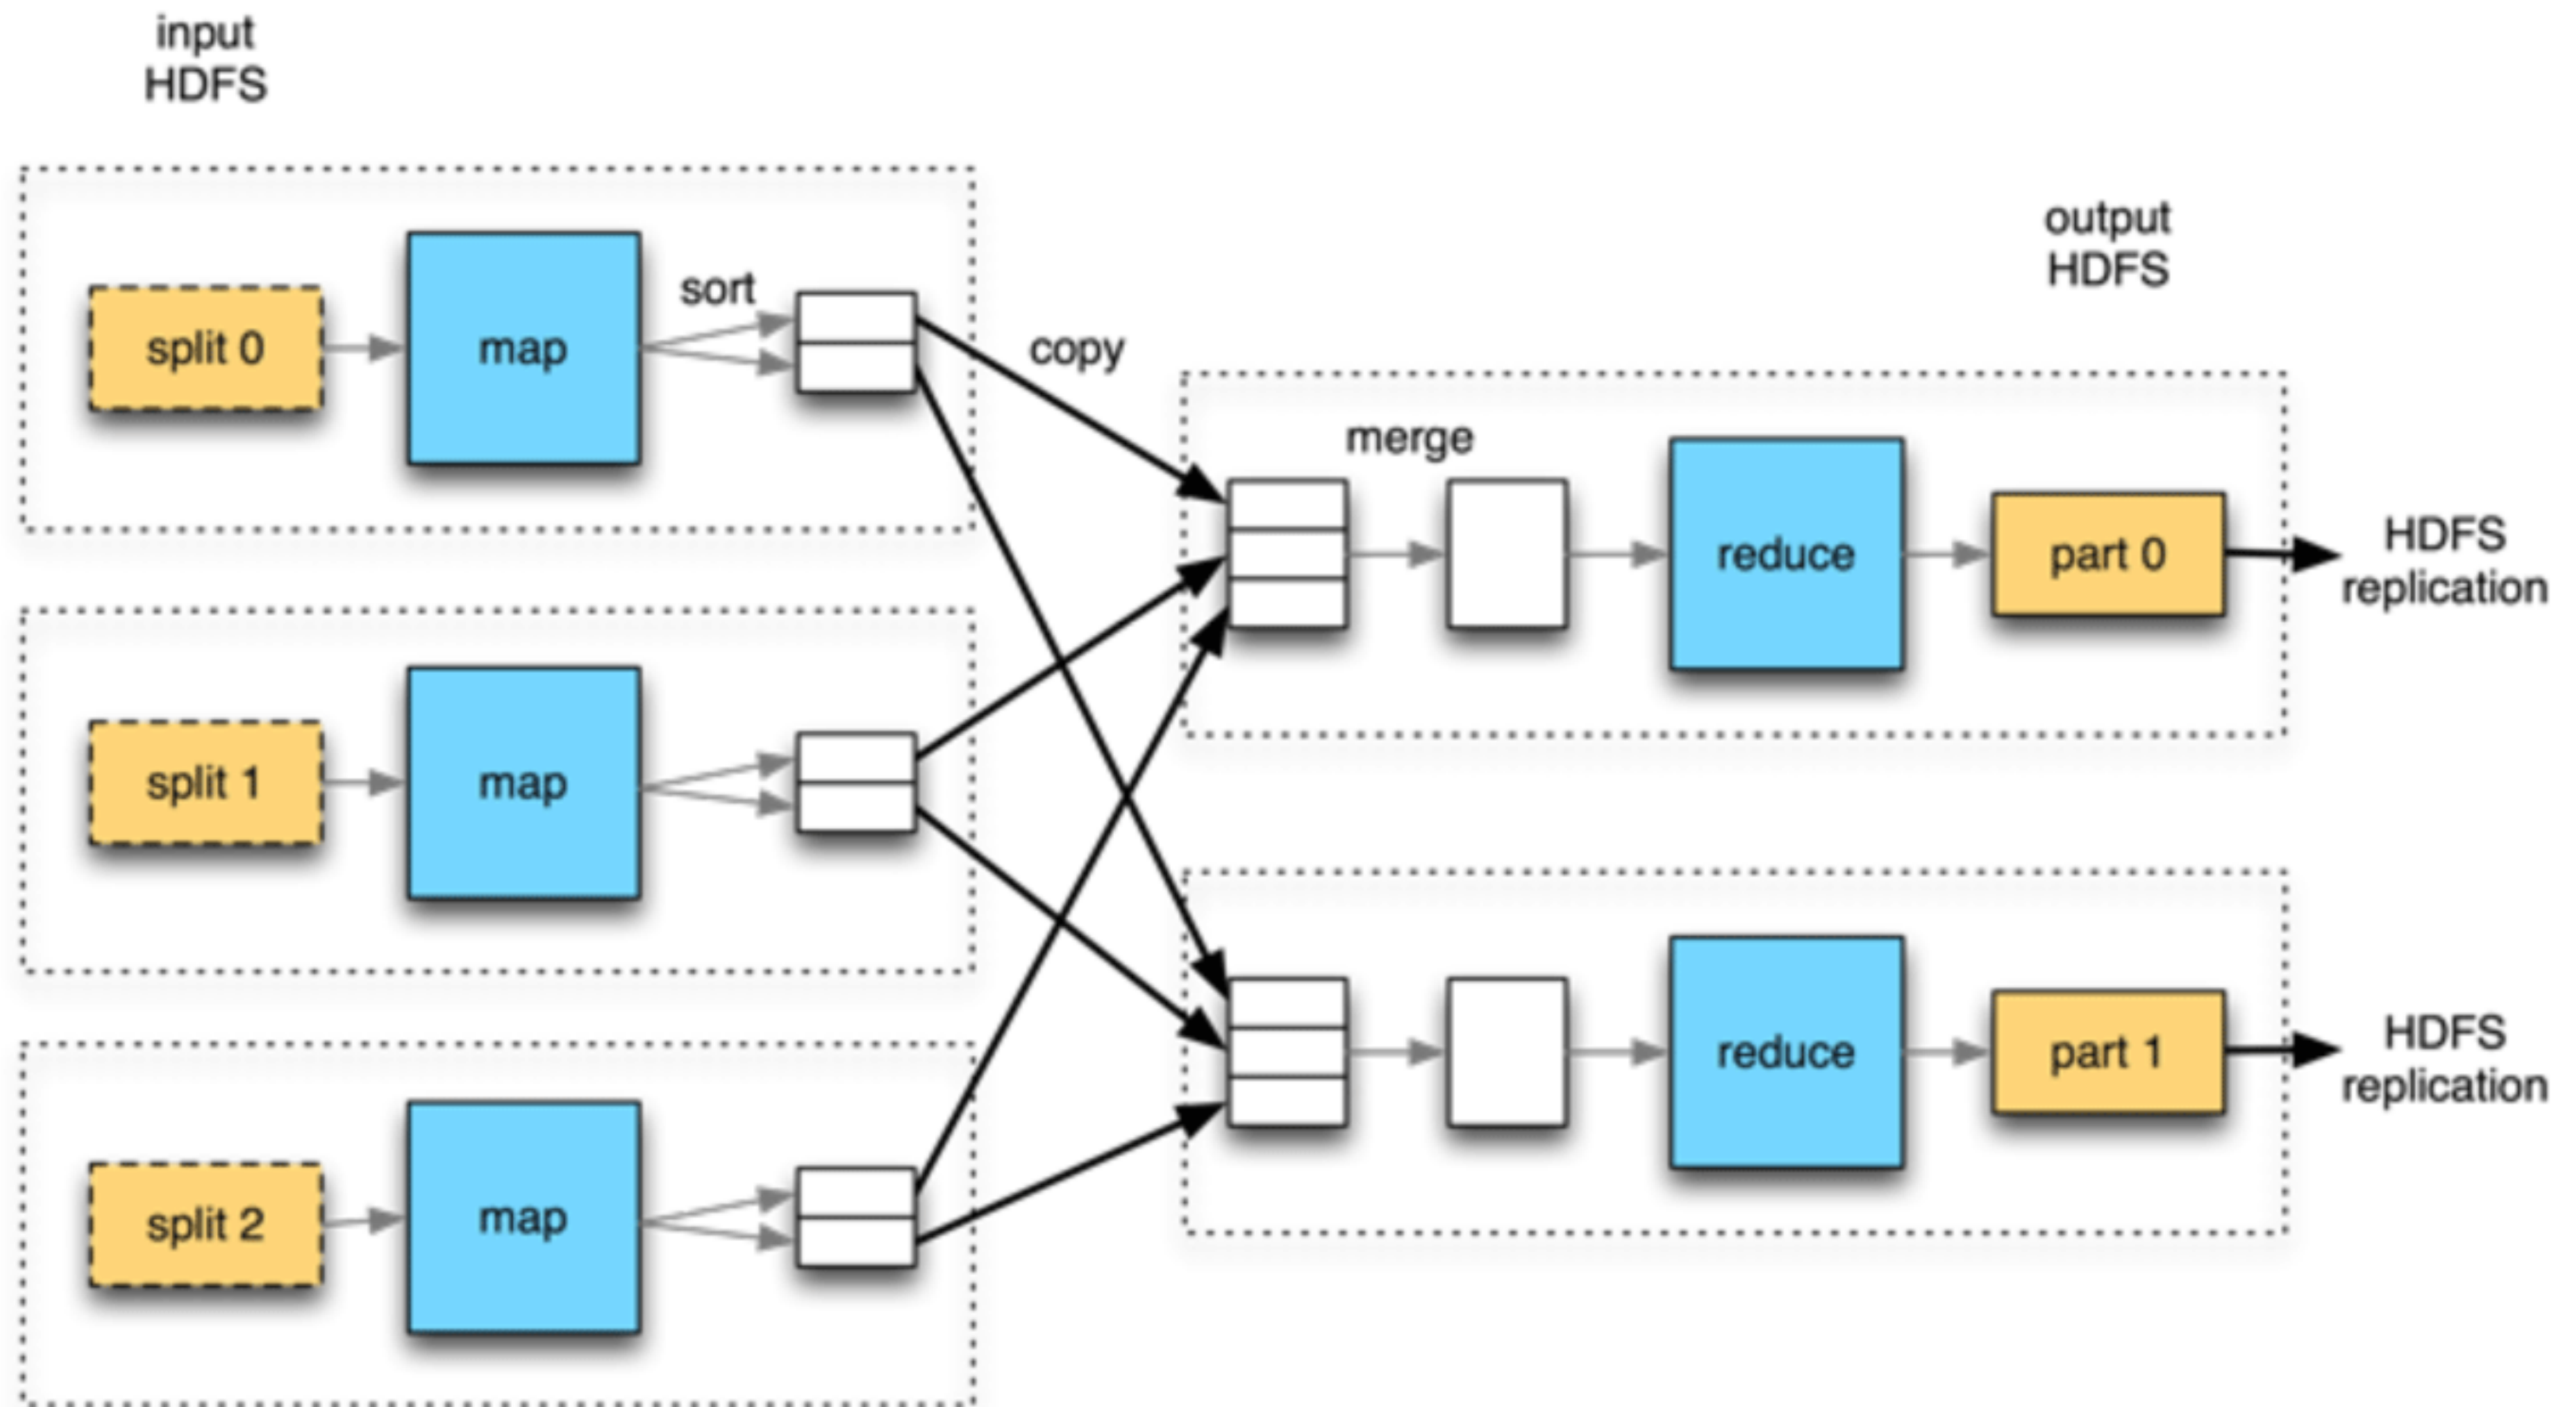 input
HDFS
output
HDFS
split 0
map
sort
copy
merge
reduce
part 0
HDFS
replication
split 1
map
reduce
part 1
HDFS
replication
split 2
map